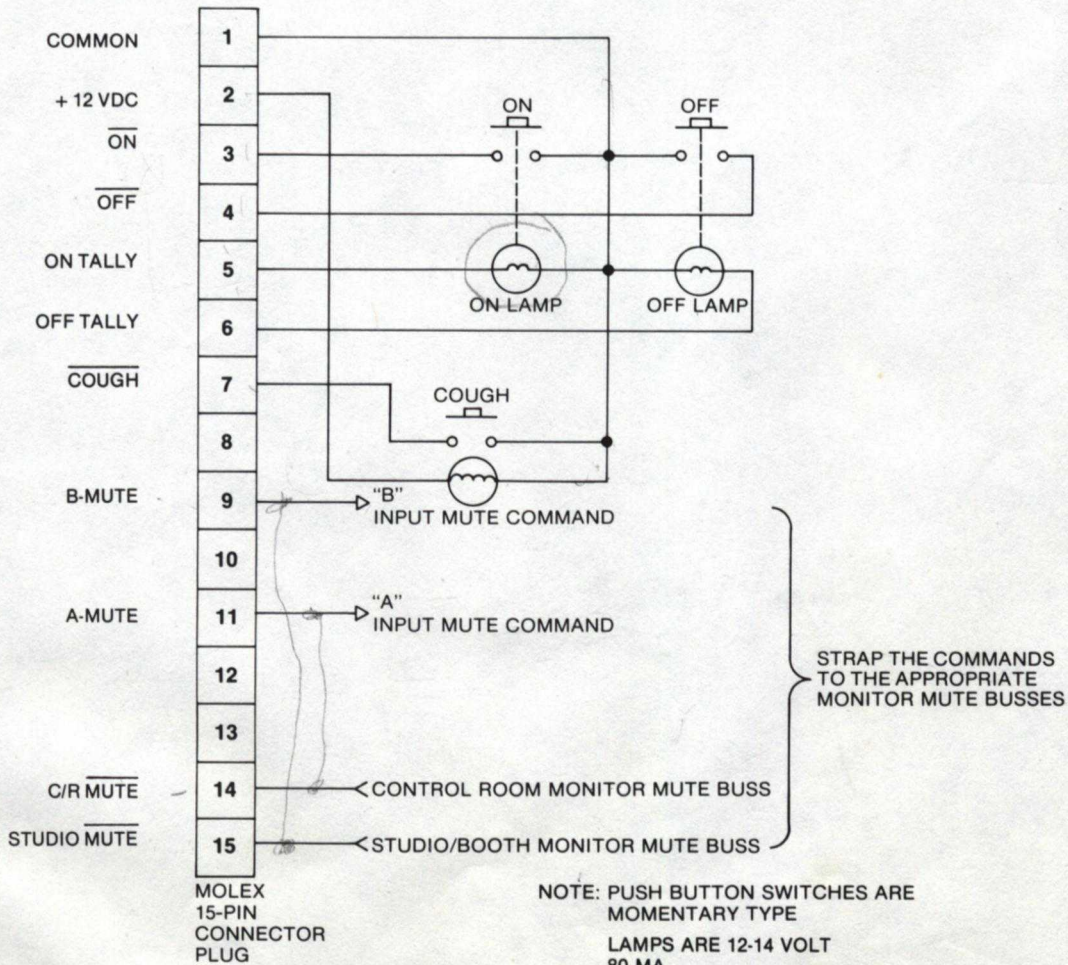 COMMON
+ 12 VDC
ON
OFF
ON TALLY
OFF TALLY
COUGH
B-MUTE
A-MUTE
C/R MUTE
STUDIO MUTE
1
2
3
4
5
6
7
8
9
10
11
12
13
14
15
MOLEX
15-PIN
CONNECTOR
PLUG
ON
OFF
ON LAMP
OFF LAMP
COUGH
"B"
INPUT MUTE COMMAND
"A"
INPUT MUTE COMMAND
CONTROL ROOM MONITOR MUTE BUSS
STUDIO/BOOTH MONITOR MUTE BUSS
STRAP THE COMMANDS
TO THE APPROPRIATE
MONITOR MUTE BUSSES
NOTE: PUSH BUTTON SWITCHES ARE
MOMENTARY TYPE
LAMPS ARE 12-14 VOLT
80 MA